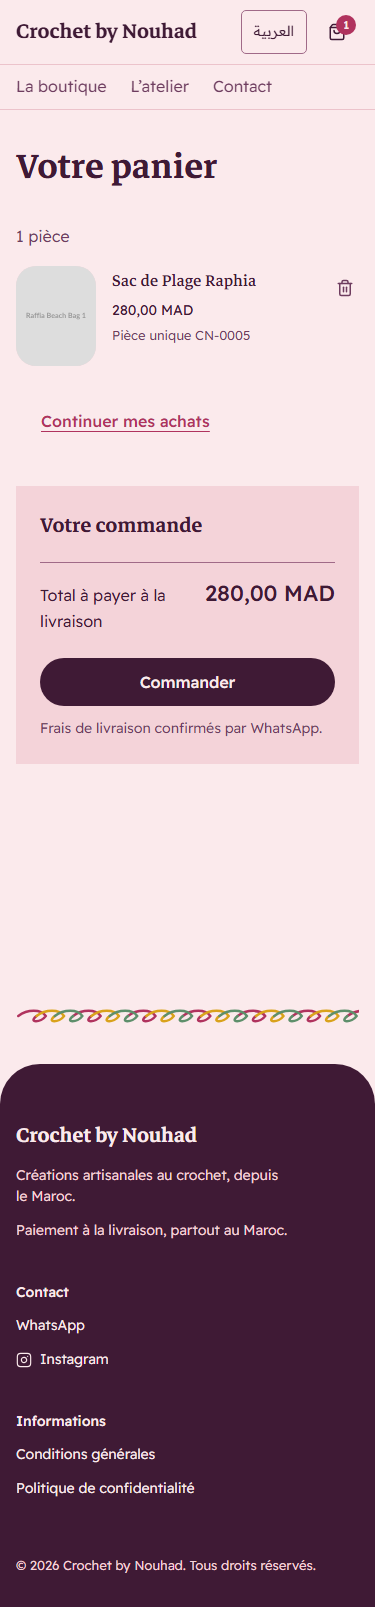 Crochet by Nouhad
العربية
1
La boutique
L’atelier
Contact
Votre panier
1 pièce
Raffia Beach Bag 1
Sac de Plage Raphia
280,00 MAD
Pièce unique CN-0005
Continuer mes achats
Votre commande
Total à payer à la
livraison
280,00 MAD
Commander
Frais de livraison confirmés par WhatsApp.
Crochet by Nouhad
Créations artisanales au crochet, depuis
le Maroc.
Paiement à la livraison, partout au Maroc.
Contact
WhatsApp
Instagram
Informations
Conditions générales
Politique de confidentialité
© 2026 Crochet by Nouhad. Tous droits réservés.